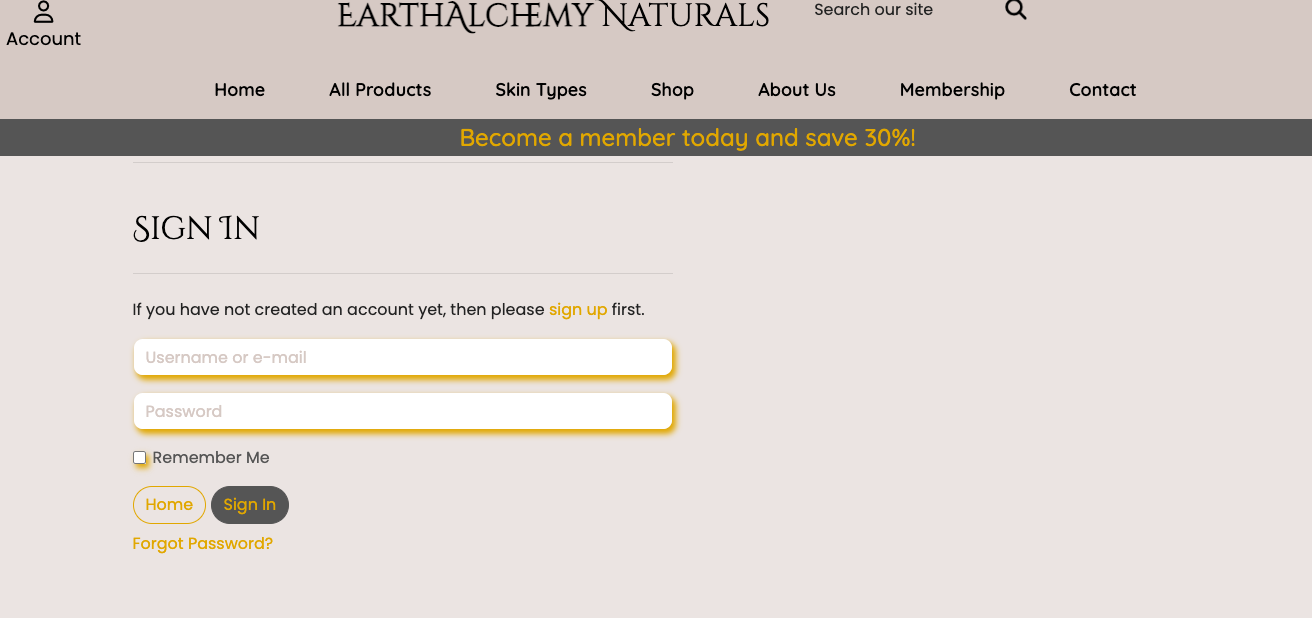 EarthAlchemy Naturals
Search our site
Account
Home All Products Skin Types Shop About Us Membership Contact
Become a member today and save 30%!
Sign In
If you have not created an account yet, then please sign up first.
Username or e-mail
Password
Remember Me
Home Sign In
Forgot Password?